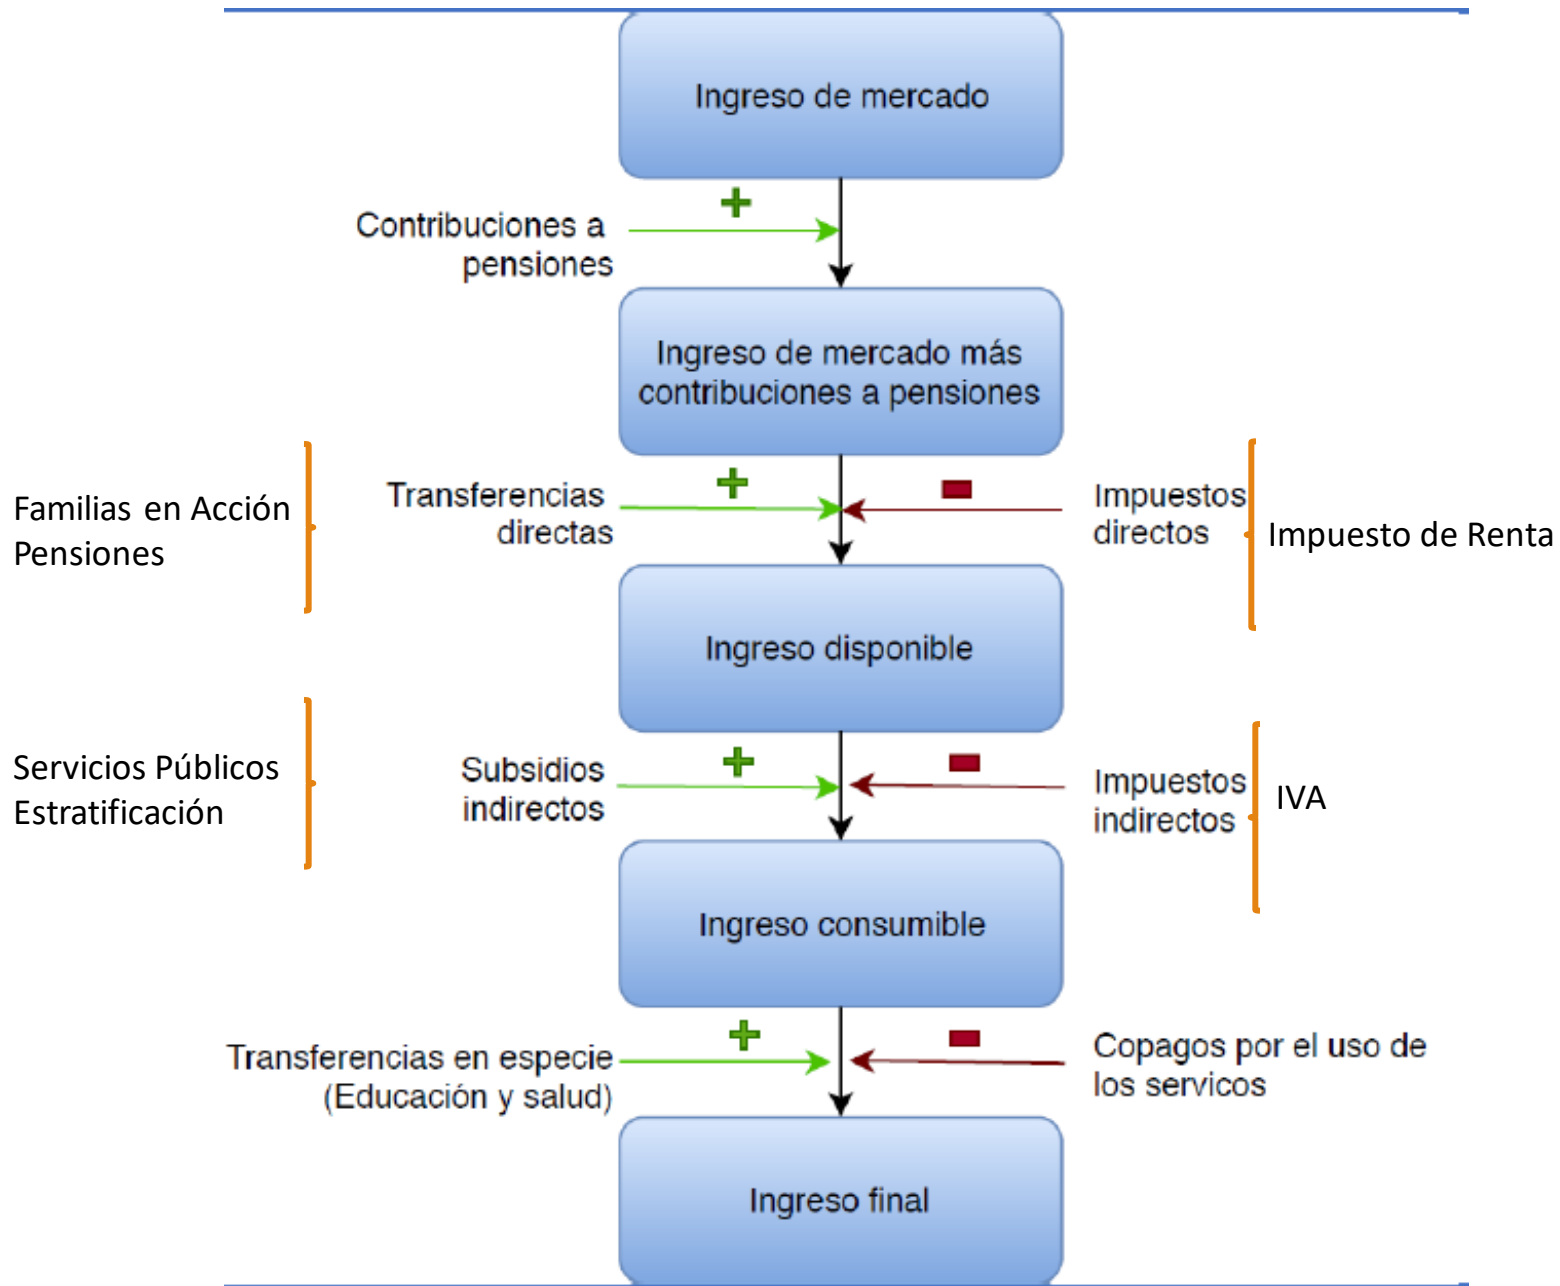 Ingreso de mercado
+
Contribuciones a
pensiones
Ingreso de mercado más
contribuciones a pensiones
Familias en Acción
Pensiones
Transferencias
directas
+
-
Impuestos
directos
Impuesto de Renta
Ingreso disponible
Servicios Públicos
Estratificación
Subsidios
indirectos
+
-
Impuestos
indirectos
IVA
Ingreso consumible
Transferencias en especie
(Educación y salud)
+
-
Copagos por el uso de
los servicos
Ingreso final